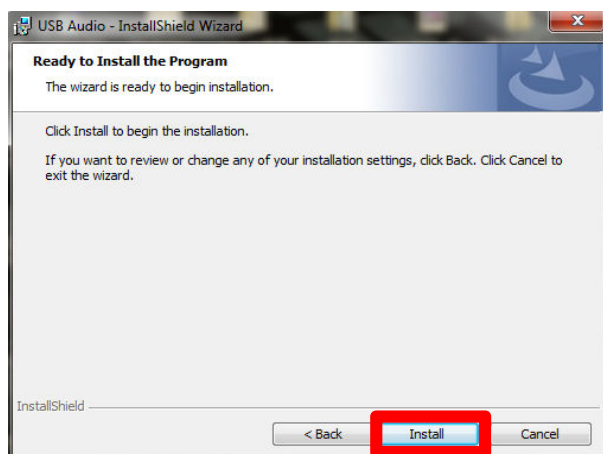 USB Audio - InstallShield Wizard
Ready to Install the Program
The wizard is ready to begin installation.
Click Install to begin the installation.
If you want to review or change any of your installation settings, click Back. Click Cancel to
exit the wizard.
InstallShield
< Back Install Cancel